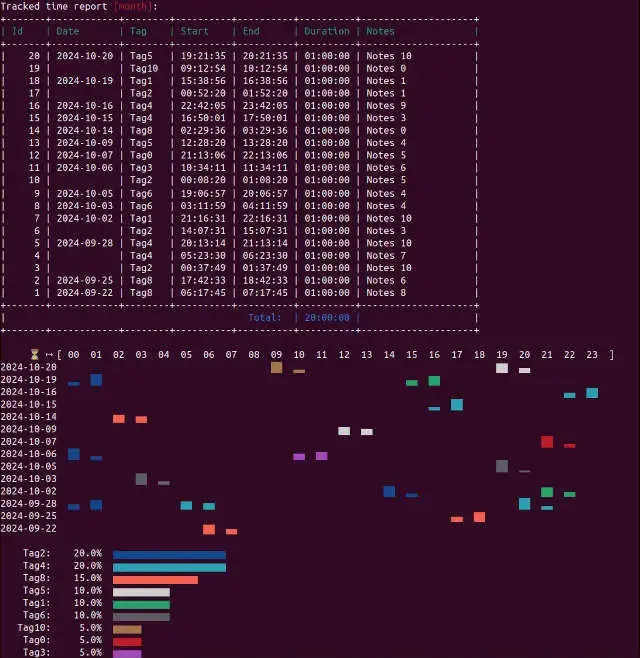 Tracked time report [month]:
+--------+------------+--------+----------+----------+----------+--------------------+
| Id | Date | Tag | Start | End | Duration | Notes |
+--------+------------+--------+----------+----------+----------+--------------------+
| 20 | 2024-10-20 | Tag5 | 19:21:35 | 20:21:35 | 01:00:00 | Notes 10 |
| 19 | | Tag10 | 09:12:54 | 10:12:54 | 01:00:00 | Notes 0 |
| 18 | 2024-10-19 | Tag1 | 15:38:56 | 16:38:56 | 01:00:00 | Notes 1 |
| 17 | | Tag2 | 00:52:20 | 01:52:20 | 01:00:00 | Notes 1 |
| 16 | 2024-10-16 | Tag4 | 22:42:05 | 23:42:05 | 01:00:00 | Notes 9 |
| 15 | 2024-10-15 | Tag4 | 16:50:01 | 17:50:01 | 01:00:00 | Notes 3 |
| 14 | 2024-10-14 | Tag8 | 02:29:36 | 03:29:36 | 01:00:00 | Notes 0 |
| 13 | 2024-10-09 | Tag5 | 12:28:20 | 13:28:20 | 01:00:00 | Notes 4 |
| 12 | 2024-10-07 | Tag0 | 21:13:06 | 22:13:06 | 01:00:00 | Notes 5 |
| 11 | 2024-10-06 | Tag3 | 10:34:11 | 11:34:11 | 01:00:00 | Notes 6 |
| 10 | | Tag2 | 00:08:20 | 01:08:20 | 01:00:00 | Notes 5 |
| 9 | 2024-10-05 | Tag6 | 19:06:57 | 20:06:57 | 01:00:00 | Notes 4 |
| 8 | 2024-10-03 | Tag6 | 03:11:59 | 04:11:59 | 01:00:00 | Notes 4 |
| 7 | 2024-10-02 | Tag1 | 21:16:31 | 22:16:31 | 01:00:00 | Notes 10 |
| 6 | | Tag2 | 14:07:31 | 15:07:31 | 01:00:00 | Notes 3 |
| 5 | 2024-09-28 | Tag4 | 20:13:14 | 21:13:14 | 01:00:00 | Notes 10 |
| 4 | | Tag4 | 05:23:30 | 06:23:30 | 01:00:00 | Notes 7 |
| 3 | | Tag2 | 00:37:49 | 01:37:49 | 01:00:00 | Notes 10 |
| 2 | 2024-09-25 | Tag8 | 17:42:33 | 18:42:33 | 01:00:00 | Notes 6 |
| 1 | 2024-09-22 | Tag8 | 06:17:45 | 07:17:45 | 01:00:00 | Notes 8 |
+--------+------------+--------+----------+----------+----------+--------------------+
| Total: | 20:00:00 | |
+--------+------------+--------+----------+----------+----------+--------------------+
⏳ ↦ [ 00 01 02 03 04 05 06 07 08 09 10 11 12 13 14 15 16 17 18 19 20 21 22 23 ]
2024-10-20
2024-10-19
2024-10-16
2024-10-15
2024-10-14
2024-10-09
2024-10-07
2024-10-06
2024-10-05
2024-10-03
2024-10-02
2024-09-28
2024-09-25
2024-09-22
Tag2: 20.0%
Tag4: 20.0%
Tag8: 15.0%
Tag5: 10.0%
Tag1: 10.0%
Tag6: 10.0%
Tag10: 5.0%
Tag0: 5.0%
Tag3: 5.0%